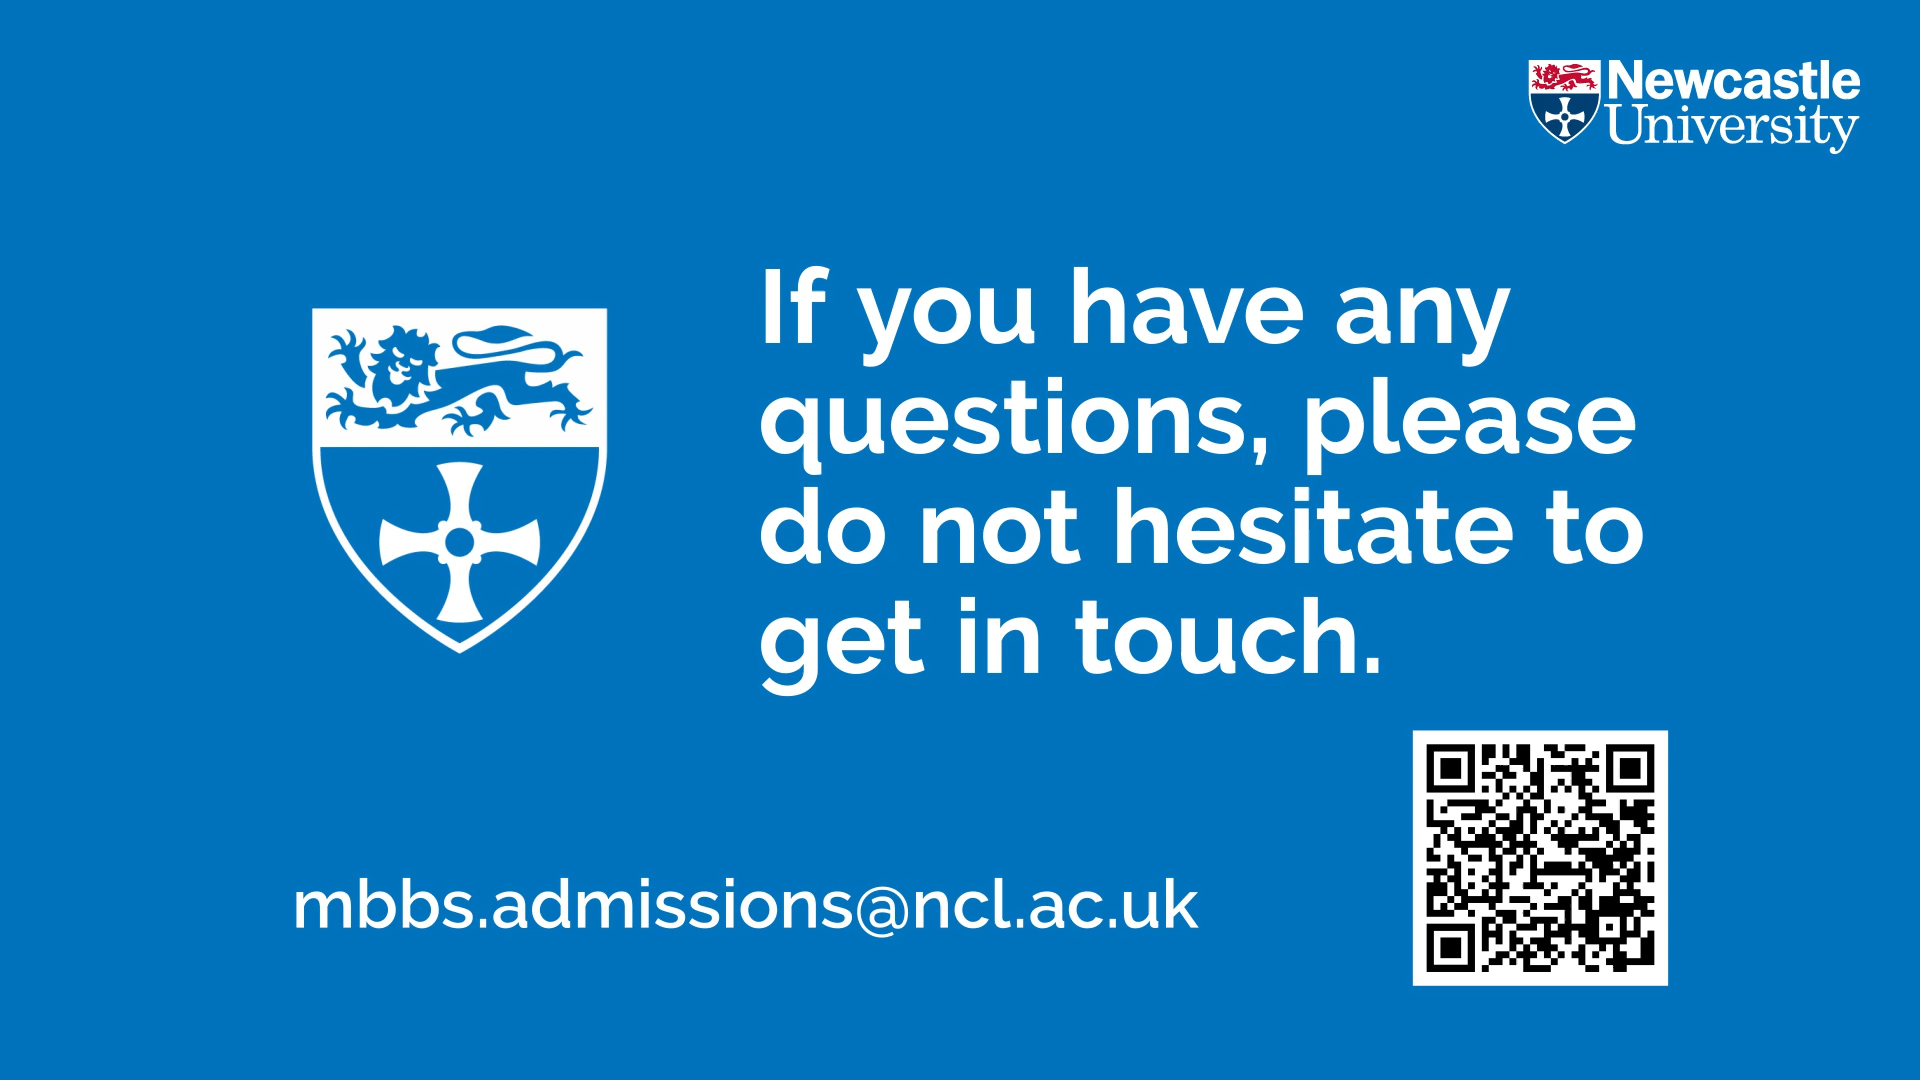 Newcastle
University
If you have any
questions, please
do not hesitate to
get in touch.
mbbs.admissions@ncl.ac.uk